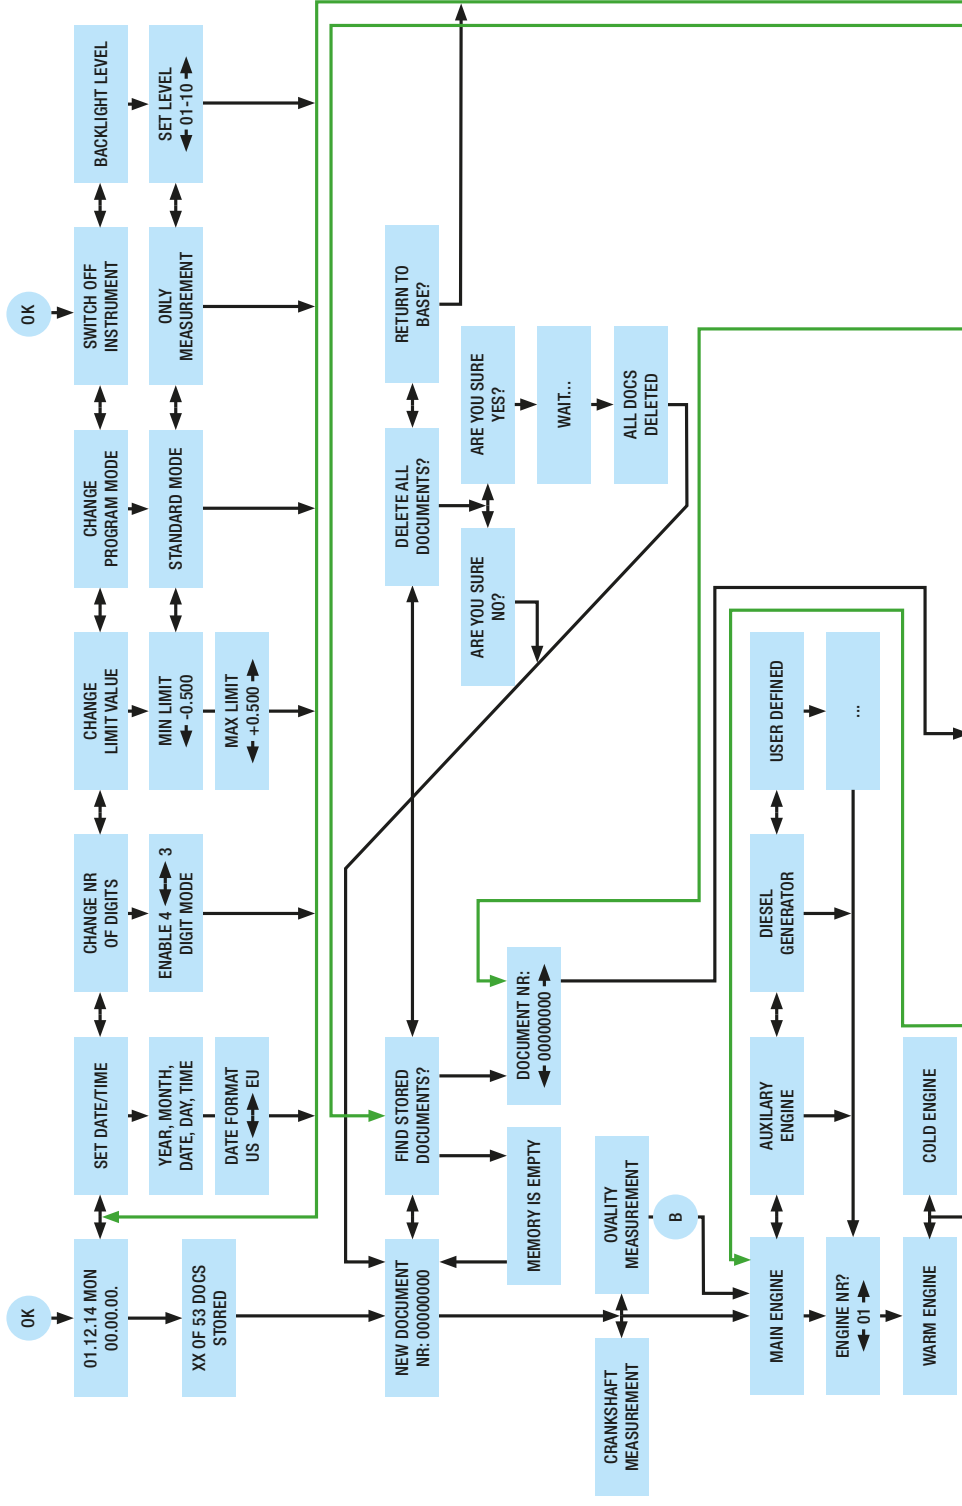 OK
01.12.14 MON
00.00.00.
SET DATE/TIME
CHANGE NR
OF DIGITS
CHANGE
LIMIT VALUE
CHANGE
PROGRAM MODE
OK
SWITCH OFF
INSTRUMENT
BACKLIGHT LEVEL
XX OF 53 DOCS
STORED
YEAR, MONTH,
DATE, DAY, TIME
DATE FORMAT
US EU
ENABLE 4 3
DIGIT MODE
MIN LIMIT
-0.500
MAX LIMIT
+0.500
STANDARD MODE
ONLY
MEASUREMENT
SET LEVEL
01-10
NEW DOCUMENT
NR: 00000000
FIND STORED
DOCUMENTS?
DELETE ALL
DOCUMENTS?
RETURN TO
BASE?
MEMORY IS EMPTY
DOCUMENT NR:
00000000
ARE YOU SURE
NO?
ARE YOU SURE
YES?
WAIT...
ALL DOCS
DELETED
CRANKSHAFT
MEASUREMENT
OVALITY
MEASUREMENT
B
MAIN ENGINE
AUXILARY
ENGINE
DIESEL
GENERATOR
USER DEFINED
ENGINE NR?
01
...
WARM ENGINE
COLD ENGINE